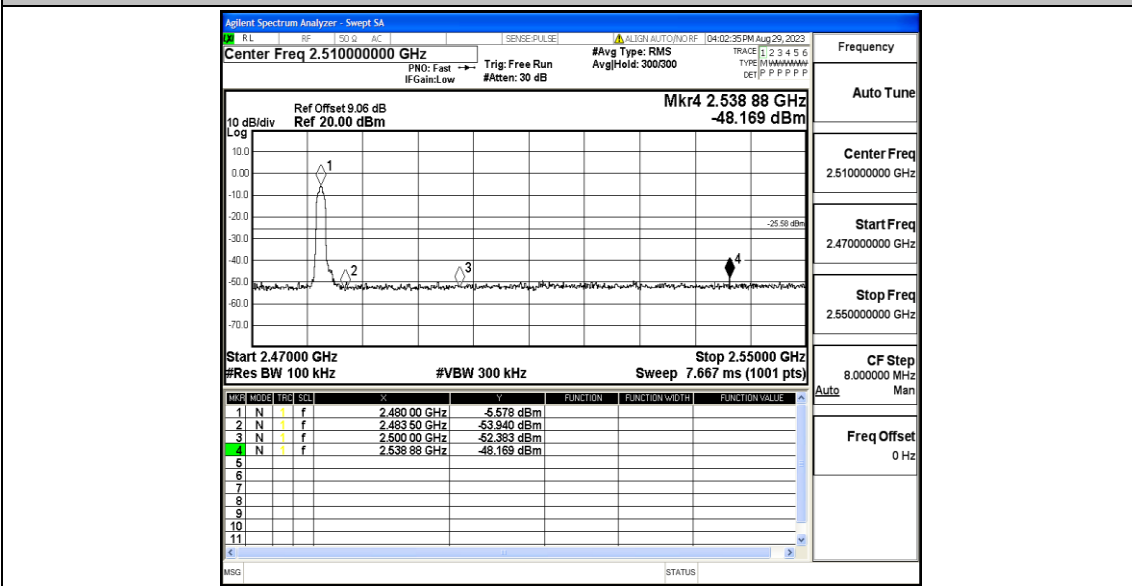 Agilent Spectrum Analyzer - Swept SA
RL RF 50 Ω AC SENSE:PULSE ALIGN AUTO/NO RF 04:02:35 PM Aug 29, 2023
Center Freq 2.510000000 GHz
PNO: Fast
IFGain:Low
Trig: Free Run
#Atten: 30 dB
#Avg Type: RMS
Avg|Hold: 300/300
TRACE 1 2 3 4 5 6
TYPE M
DET P P P P P P
Frequency
Auto Tune
Center Freq
2.510000000 GHz
Start Freq
2.470000000 GHz
Stop Freq
2.550000000 GHz
CF Step
8.000000 MHz
Auto Man
Freq Offset
0 Hz
Mkr4 2.538 88 GHz
-48.169 dBm
Ref Offset 9.06 dB
10 dB/div Ref 20.00 dBm
Log
10.0
0.00
-10.0
-20.0
-30.0
-40.0
-50.0
-60.0
-70.0
1
2
3
4
-25.58 dBm
Start 2.47000 GHz Stop 2.55000 GHz
#Res BW 100 kHz #VBW 300 kHz Sweep 7.667 ms (1001 pts)
MKR MODE TRC SCL X Y FUNCTION FUNCTION WIDTH FUNCTION VALUE
1 N 1 f 2.480 00 GHz -5.578 dBm
2 N 1 f 2.483 50 GHz -53.940 dBm
3 N 1 f 2.500 00 GHz -52.383 dBm
4 N 1 f 2.538 88 GHz -48.169 dBm
5
6
7
8
9
10
11
MSG STATUS